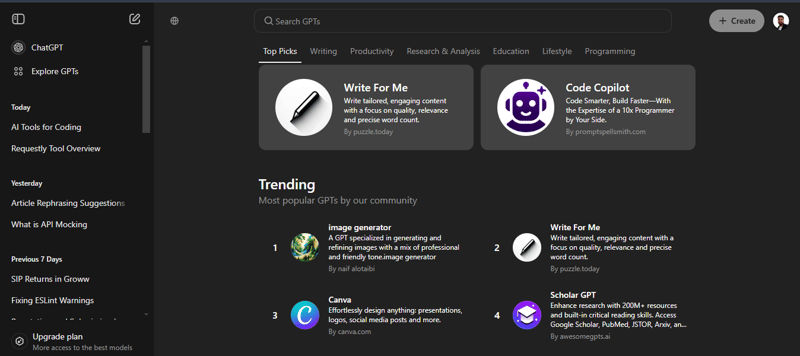 ChatGPT
Explore GPTs
Today
AI Tools for Coding
Requestly Tool Overview
Yesterday
Article Rephrasing Suggestions
What is API Mocking
Previous 7 Days
SIP Returns in Groww
Fixing ESLint Warnings
Upgrade plan
More access to the best models
Search GPTs
+ Create
Top Picks
Writing
Productivity
Research & Analysis
Education
Lifestyle
Programming
Write For Me
Write tailored, engaging content
with a focus on quality, relevance
and precise word count.
By puzzle.today
Code Copilot
Code Smarter, Build Faster—With
the Expertise of a 10x Programmer
by Your Side.
By promptspellsmith.com
Trending
Most popular GPTs by our community
1
image generator
A GPT specialized in generating and
refining images with a mix of professional
and friendly tone.image generator
By naif alotaibi
2
Write For Me
Write tailored, engaging content with a
focus on quality, relevance and precise
word count.
By puzzle.today
3
Canva
Effortlessly design anything: presentations,
logos, social media posts and more.
By canva.com
4
Scholar GPT
Enhance research with 200M+ resources
and built-in critical reading skills. Access
Google Scholar, PubMed, JSTOR, Arxiv, an...
By awesomegpts.ai